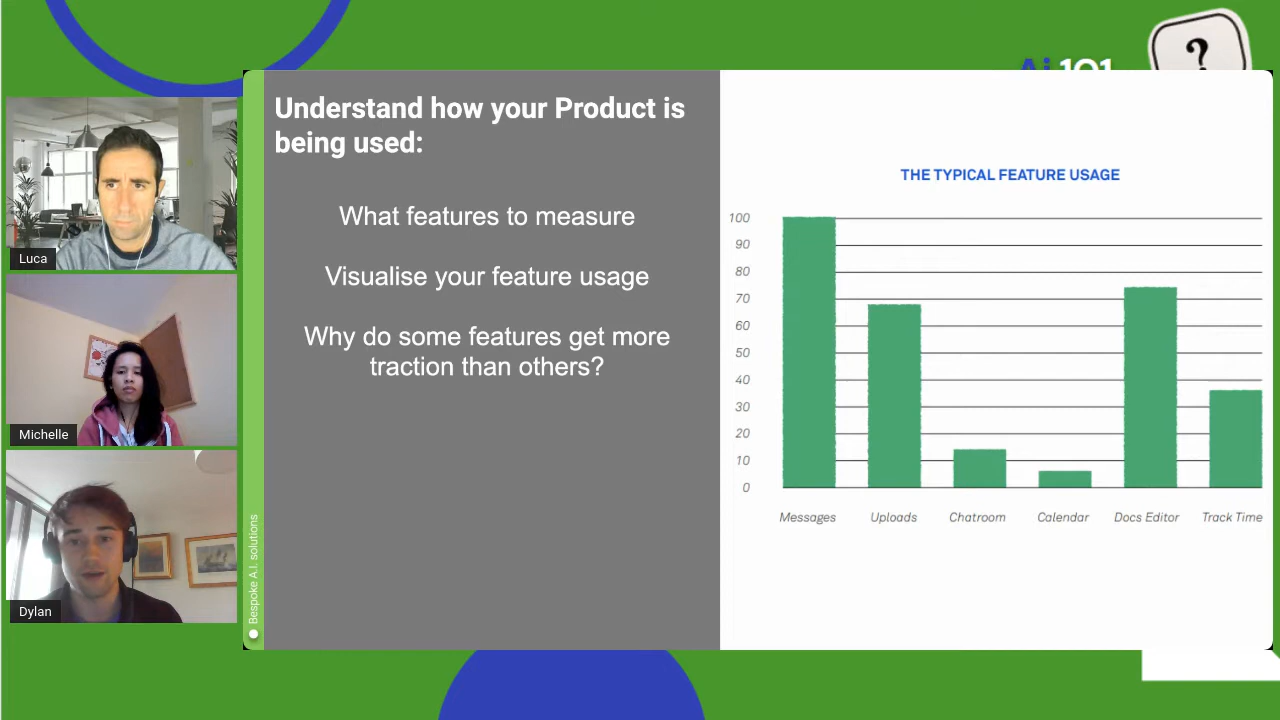 Ai 101
?
Understand how your Product is
being used:
What features to measure
Visualise your feature usage
Why do some features get more
traction than others?
Bespoke A.I. solutions
THE TYPICAL FEATURE USAGE
100
90
80
70
60
50
40
30
20
10
0
Messages Uploads Chatroom Calendar Docs Editor Track Time
Luca
Michelle
Dylan